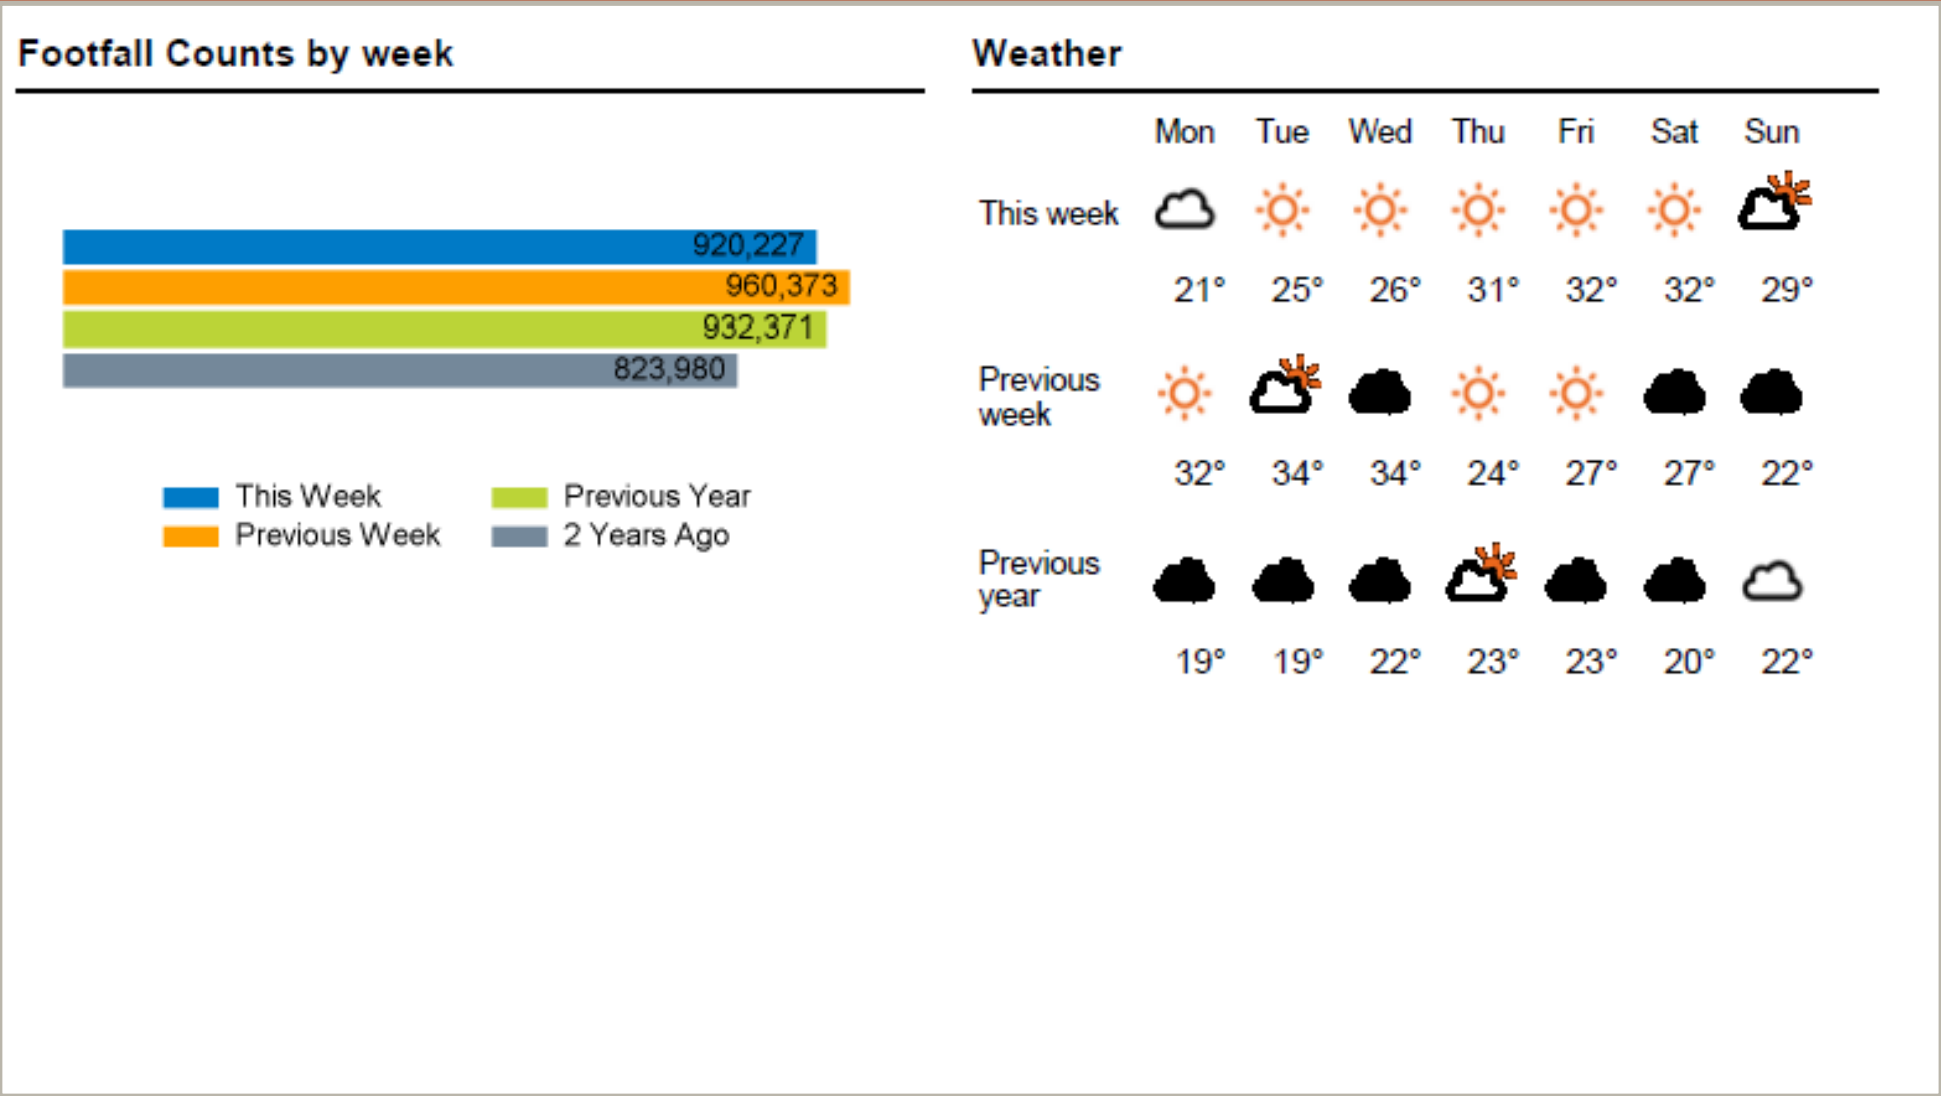 Footfall Counts by week
920,227
960,373
932,371
823,980
This Week
Previous Year
Previous Week
2 Years Ago
Weather
Mon Tue Wed Thu Fri Sat Sun
This week
21° 25° 26° 31° 32° 32° 29°
Previous
week
32° 34° 34° 24° 27° 27° 22°
Previous
year
19° 19° 22° 23° 23° 20° 22°